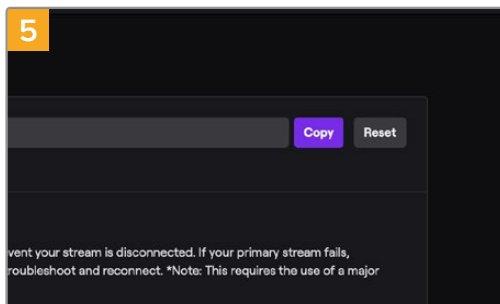 5
Copy Reset
vent your stream is disconnected. If your primary stream fails,
roubleshoot and reconnect. *Note: This requires the use of a major